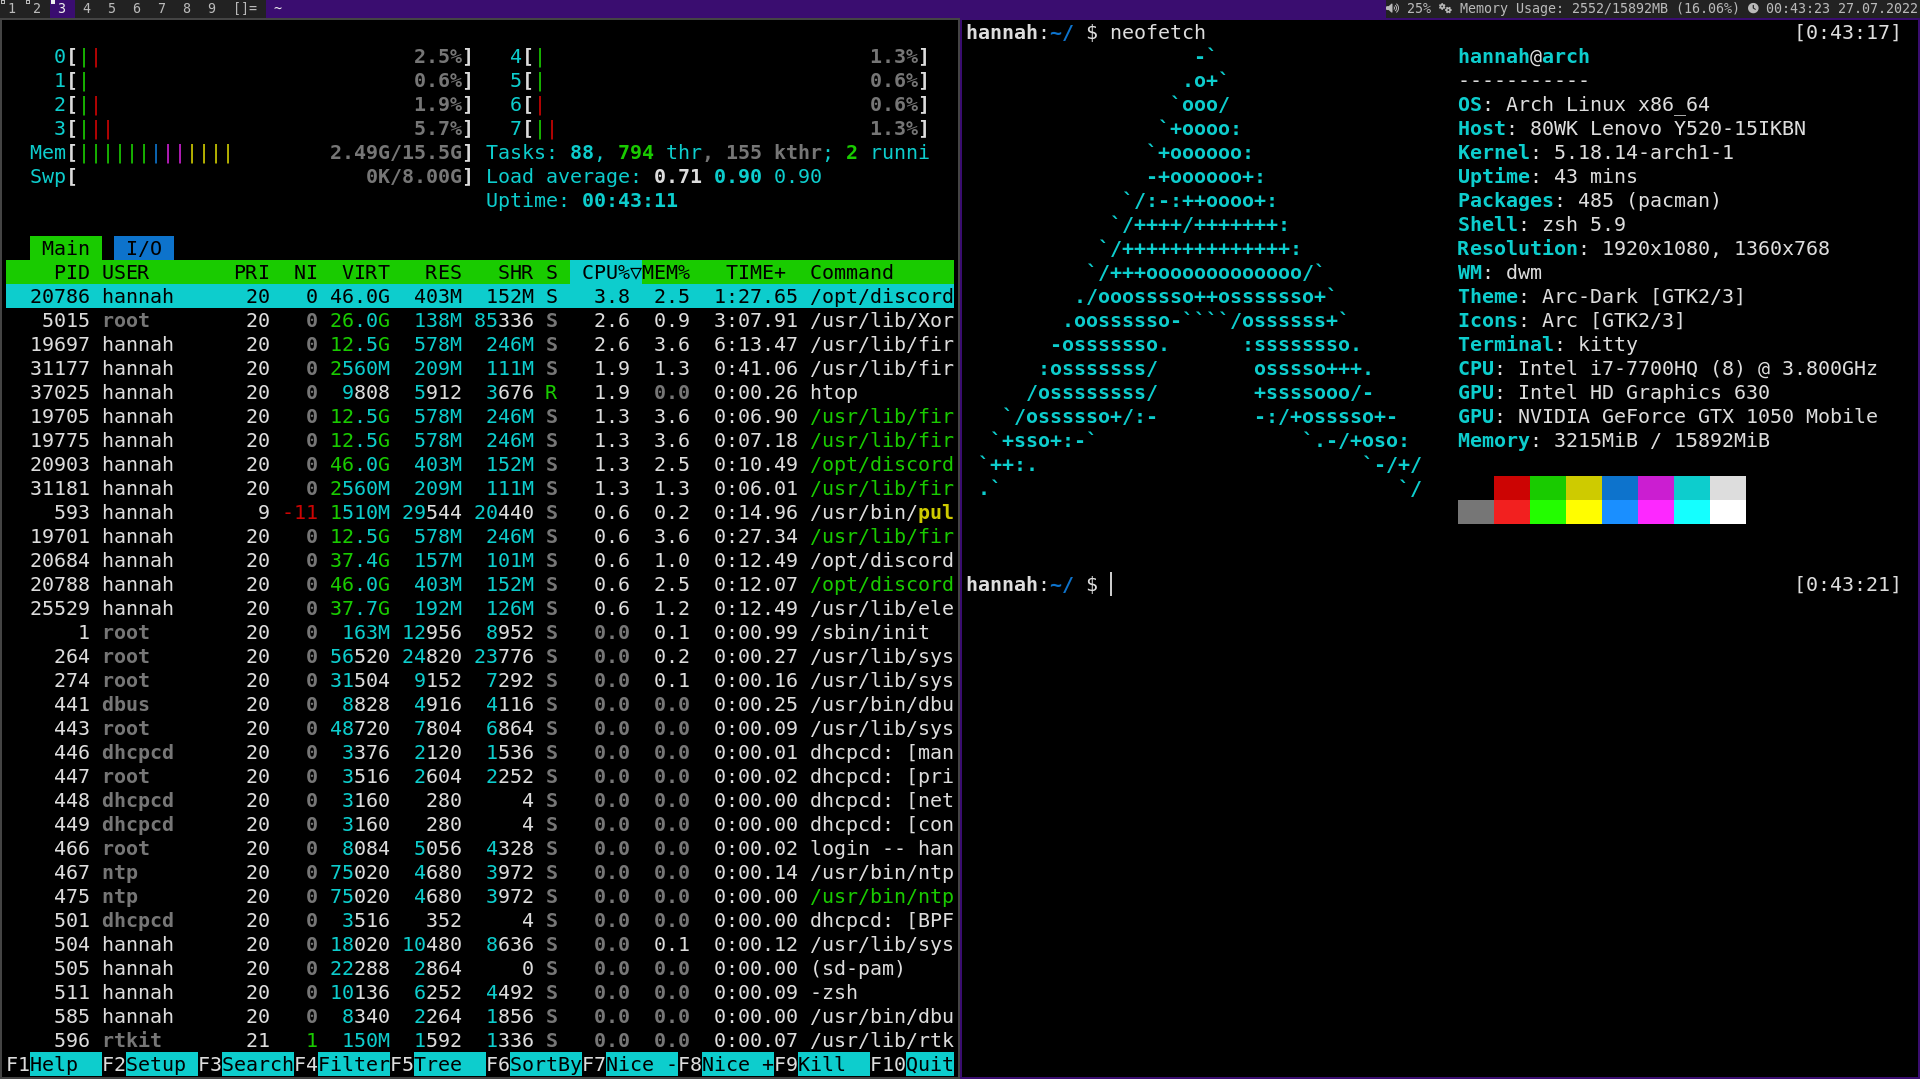 1 2 3 4 5 6 7 8 9 []= ~ 25% Memory Usage: 2552/15892MB (16.06%) 00:43:23 27.07.2022
0[|| 2.5%] 4[| 1.3%]
1[| 0.6%] 5[| 0.6%]
2[|| 1.9%] 6[| 0.6%]
3[||| 5.7%] 7[|| 1.3%]
Mem[||||||||||||| 2.49G/15.5G] Tasks: 88, 794 thr, 155 kthr; 2 runni
Swp[ 0K/8.00G] Load average: 0.71 0.90 0.90
Uptime: 00:43:11
Main I/O
PID USER PRI NI VIRT RES SHR S CPU%▽MEM% TIME+ Command
20786 hannah 20 0 46.0G 403M 152M S 3.8 2.5 1:27.65 /opt/discord
5015 root 20 0 26.0G 138M 85336 S 2.6 0.9 3:07.91 /usr/lib/Xor
19697 hannah 20 0 12.5G 578M 246M S 2.6 3.6 6:13.47 /usr/lib/fir
31177 hannah 20 0 2560M 209M 111M S 1.9 1.3 0:41.06 /usr/lib/fir
37025 hannah 20 0 9808 5912 3676 R 1.9 0.0 0:00.26 htop
19705 hannah 20 0 12.5G 578M 246M S 1.3 3.6 0:06.90 /usr/lib/fir
19775 hannah 20 0 12.5G 578M 246M S 1.3 3.6 0:07.18 /usr/lib/fir
20903 hannah 20 0 46.0G 403M 152M S 1.3 2.5 0:10.49 /opt/discord
31181 hannah 20 0 2560M 209M 111M S 1.3 1.3 0:06.01 /usr/lib/fir
593 hannah 9 -11 1510M 29544 20440 S 0.6 0.2 0:14.96 /usr/bin/pul
19701 hannah 20 0 12.5G 578M 246M S 0.6 3.6 0:27.34 /usr/lib/fir
20684 hannah 20 0 37.4G 157M 101M S 0.6 1.0 0:12.49 /opt/discord
20788 hannah 20 0 46.0G 403M 152M S 0.6 2.5 0:12.07 /opt/discord
25529 hannah 20 0 37.7G 192M 126M S 0.6 1.2 0:12.49 /usr/lib/ele
1 root 20 0 163M 12956 8952 S 0.0 0.1 0:00.99 /sbin/init
264 root 20 0 56520 24820 23776 S 0.0 0.2 0:00.27 /usr/lib/sys
274 root 20 0 31504 9152 7292 S 0.0 0.1 0:00.16 /usr/lib/sys
441 dbus 20 0 8828 4916 4116 S 0.0 0.0 0:00.25 /usr/bin/dbu
443 root 20 0 48720 7804 6864 S 0.0 0.0 0:00.09 /usr/lib/sys
446 dhcpcd 20 0 3376 2120 1536 S 0.0 0.0 0:00.01 dhcpcd: [man
447 root 20 0 3516 2604 2252 S 0.0 0.0 0:00.02 dhcpcd: [pri
448 dhcpcd 20 0 3160 280 4 S 0.0 0.0 0:00.00 dhcpcd: [net
449 dhcpcd 20 0 3160 280 4 S 0.0 0.0 0:00.00 dhcpcd: [con
466 root 20 0 8084 5056 4328 S 0.0 0.0 0:00.02 login -- han
467 ntp 20 0 75020 4680 3972 S 0.0 0.0 0:00.14 /usr/bin/ntp
475 ntp 20 0 75020 4680 3972 S 0.0 0.0 0:00.00 /usr/bin/ntp
501 dhcpcd 20 0 3516 352 4 S 0.0 0.0 0:00.00 dhcpcd: [BPF
504 hannah 20 0 18020 10480 8636 S 0.0 0.1 0:00.12 /usr/lib/sys
505 hannah 20 0 22288 2864 0 S 0.0 0.0 0:00.00 (sd-pam)
511 hannah 20 0 10136 6252 4492 S 0.0 0.0 0:00.09 -zsh
585 hannah 20 0 8340 2264 1856 S 0.0 0.0 0:00.00 /usr/bin/dbu
596 rtkit 21 1 150M 1592 1336 S 0.0 0.0 0:00.07 /usr/lib/rtk
F1Help F2Setup F3SearchF4FilterF5Tree F6SortByF7Nice -F8Nice +F9Kill F10Quit
hannah:~/ $ neofetch [0:43:17]
-` hannah@arch
.o+` -----------
`ooo/ OS: Arch Linux x86_64
`+oooo: Host: 80WK Lenovo Y520-15IKBN
`+oooooo: Kernel: 5.18.14-arch1-1
-+oooooo+: Uptime: 43 mins
`/:-:++oooo+: Packages: 485 (pacman)
`/++++/+++++++: Shell: zsh 5.9
`/++++++++++++++: Resolution: 1920x1080, 1360x768
`/+++ooooooooooooo/` WM: dwm
./ooosssso++osssssso+` Theme: Arc-Dark [GTK2/3]
.oossssso-````/ossssss+` Icons: Arc [GTK2/3]
-osssssso. :ssssssso. Terminal: kitty
:osssssss/ osssso+++. CPU: Intel i7-7700HQ (8) @ 3.800GHz
/ossssssss/ +ssssooo/- GPU: Intel HD Graphics 630
`/ossssso+/:- -:/+osssso+- GPU: NVIDIA GeForce GTX 1050 Mobile
`+sso+:-` `.-/+oso: Memory: 3215MiB / 15892MiB
`++:. `-/+/
.` `/
hannah:~/ $ [0:43:21]